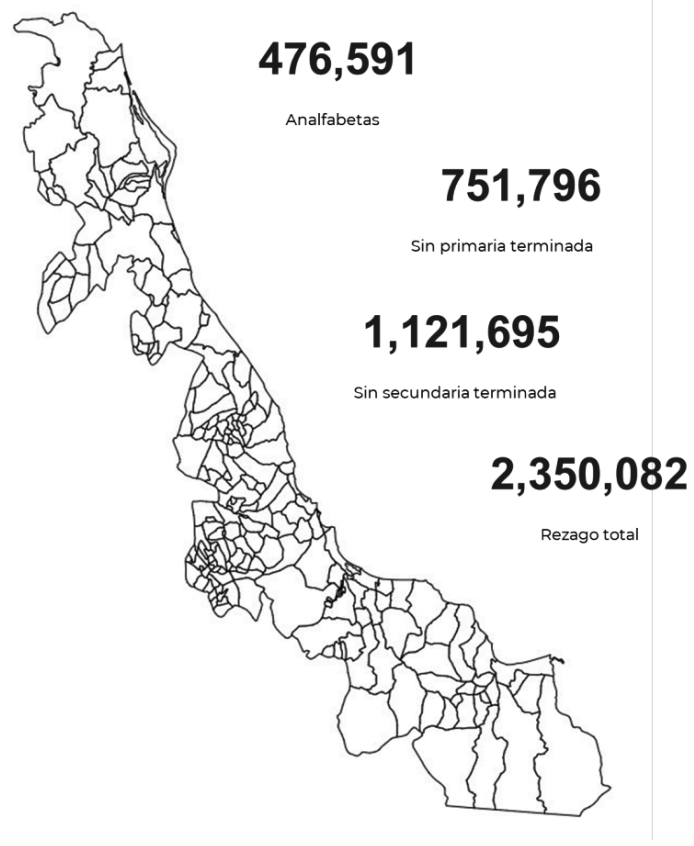 476,591
Analfabetas
751,796
Sin primaria terminada
1,121,695
Sin secundaria terminada
2,350,082
Rezago total